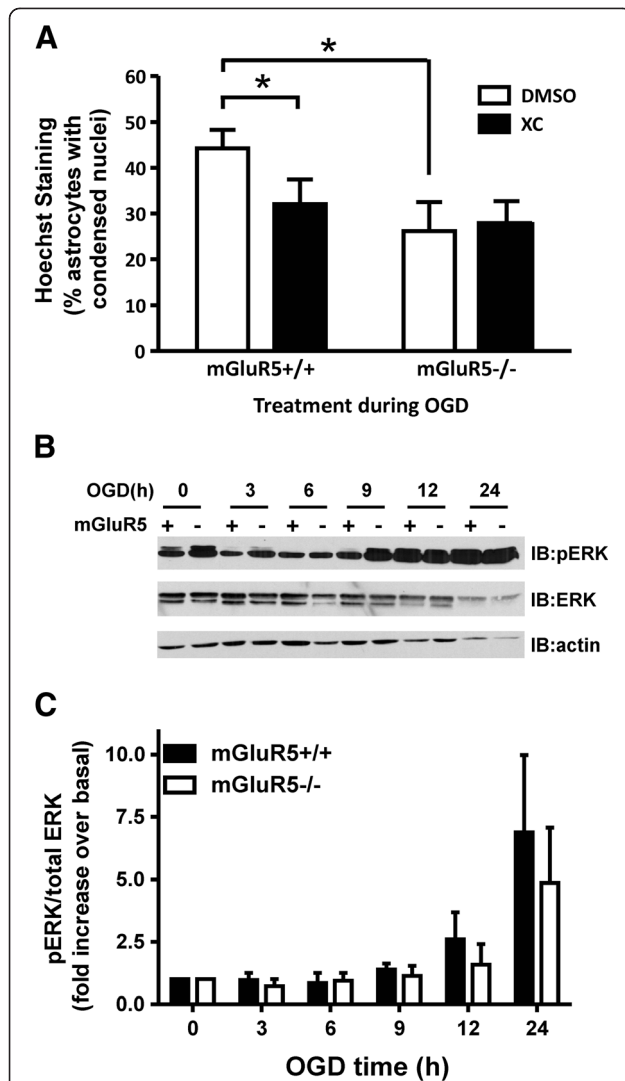 A
*
*
60
50
40
30
20
10
0
Hoechst Staining
(% astrocytes with
condensed nuclei)
DMSO
XC
mGluR5+/+ mGluR5-/-
Treatment during OGD
B
OGD(h) 0 3 6 9 12 24
mGluR5 + - + - + - + - + - + -
IB:pERK
IB:ERK
IB:actin
C
10.0
7.5
5.0
2.5
0.0
pERK/total ERK
(fold increase over basal)
mGluR5+/+
mGluR5-/-
0 3 6 9 12 24
OGD time (h)